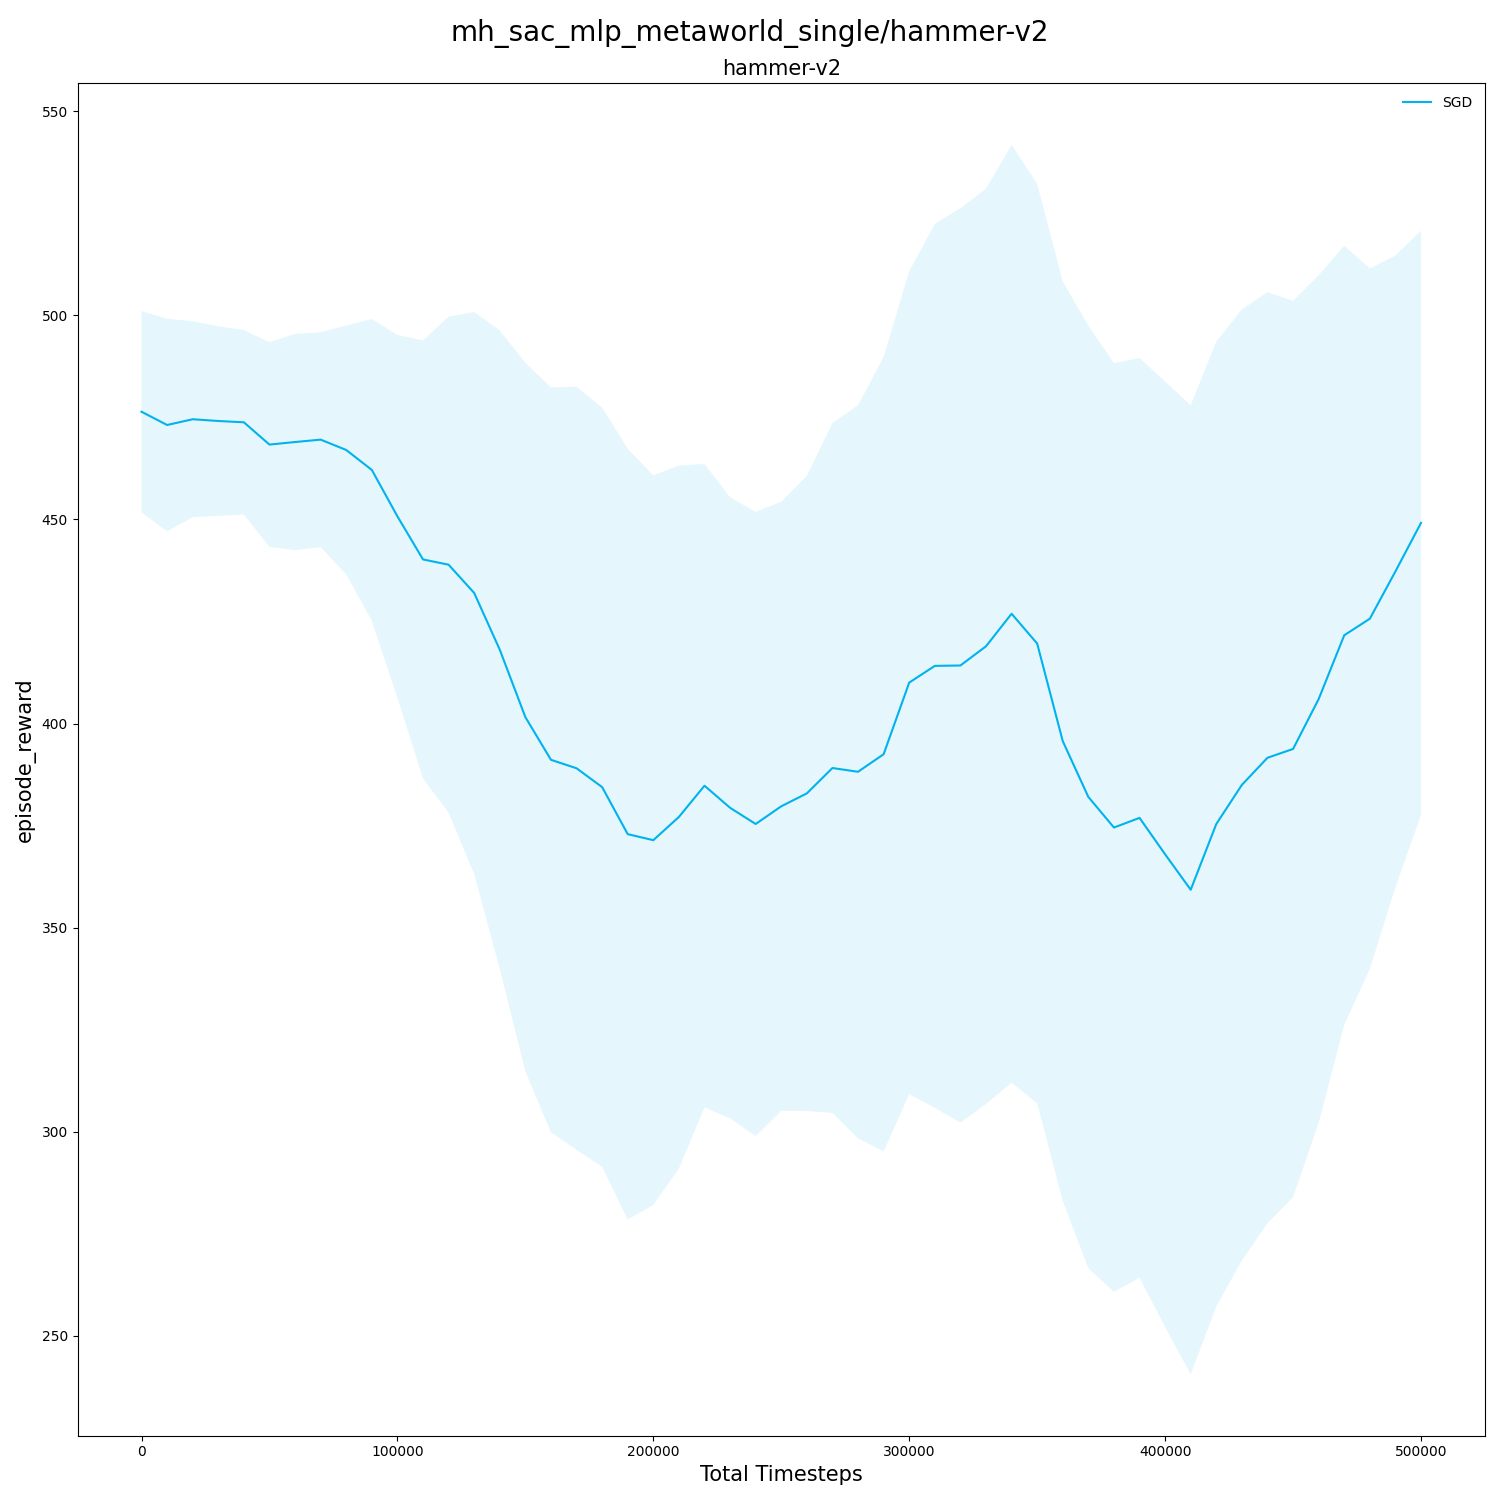 mh_sac_mlp_metaworld_single/hammer-v2
hammer-v2
SGD
episode_reward
550
500
450
400
350
300
250
0 100000 200000 300000 400000 500000
Total Timesteps